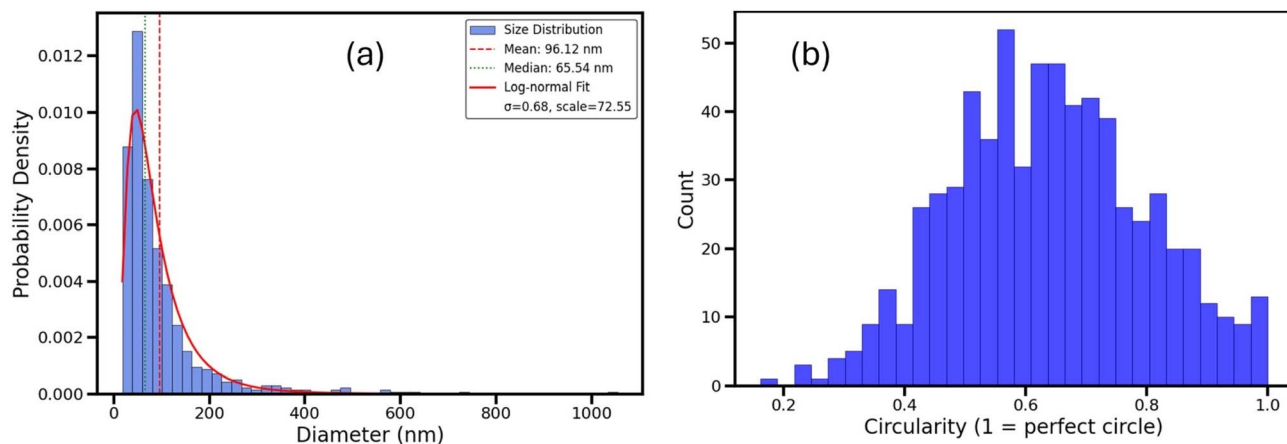 (a)
Size Distribution
Mean: 96.12 nm
Median: 65.54 nm
Log-normal Fit
σ=0.68, scale=72.55
Probability Density
0.012
0.010
0.008
0.006
0.004
0.002
0.000
0 200 400 600 800 1000
Diameter (nm)
(b)
Count
50
40
30
20
10
0
0.2 0.4 0.6 0.8 1.0
Circularity (1 = perfect circle)